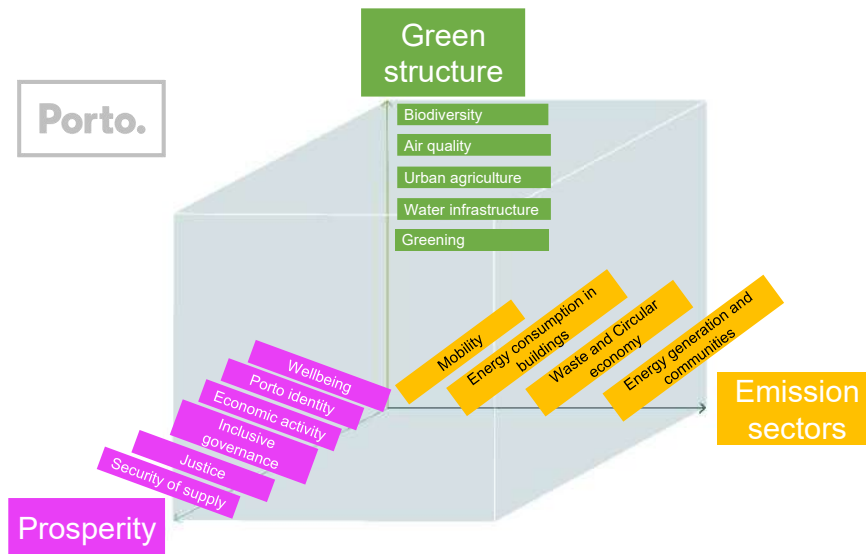 Green
structure
Porto.
Biodiversity
Air quality
Urban agriculture
Water infrastructure
Greening
Mobility
Energy consumption in
buildings
Waste and Circular
economy
Energy generation and
communities
Emission
sectors
Wellbeing
Porto identity
Economic activity
Inclusive
governance
Justice
Security of supply
Prosperity